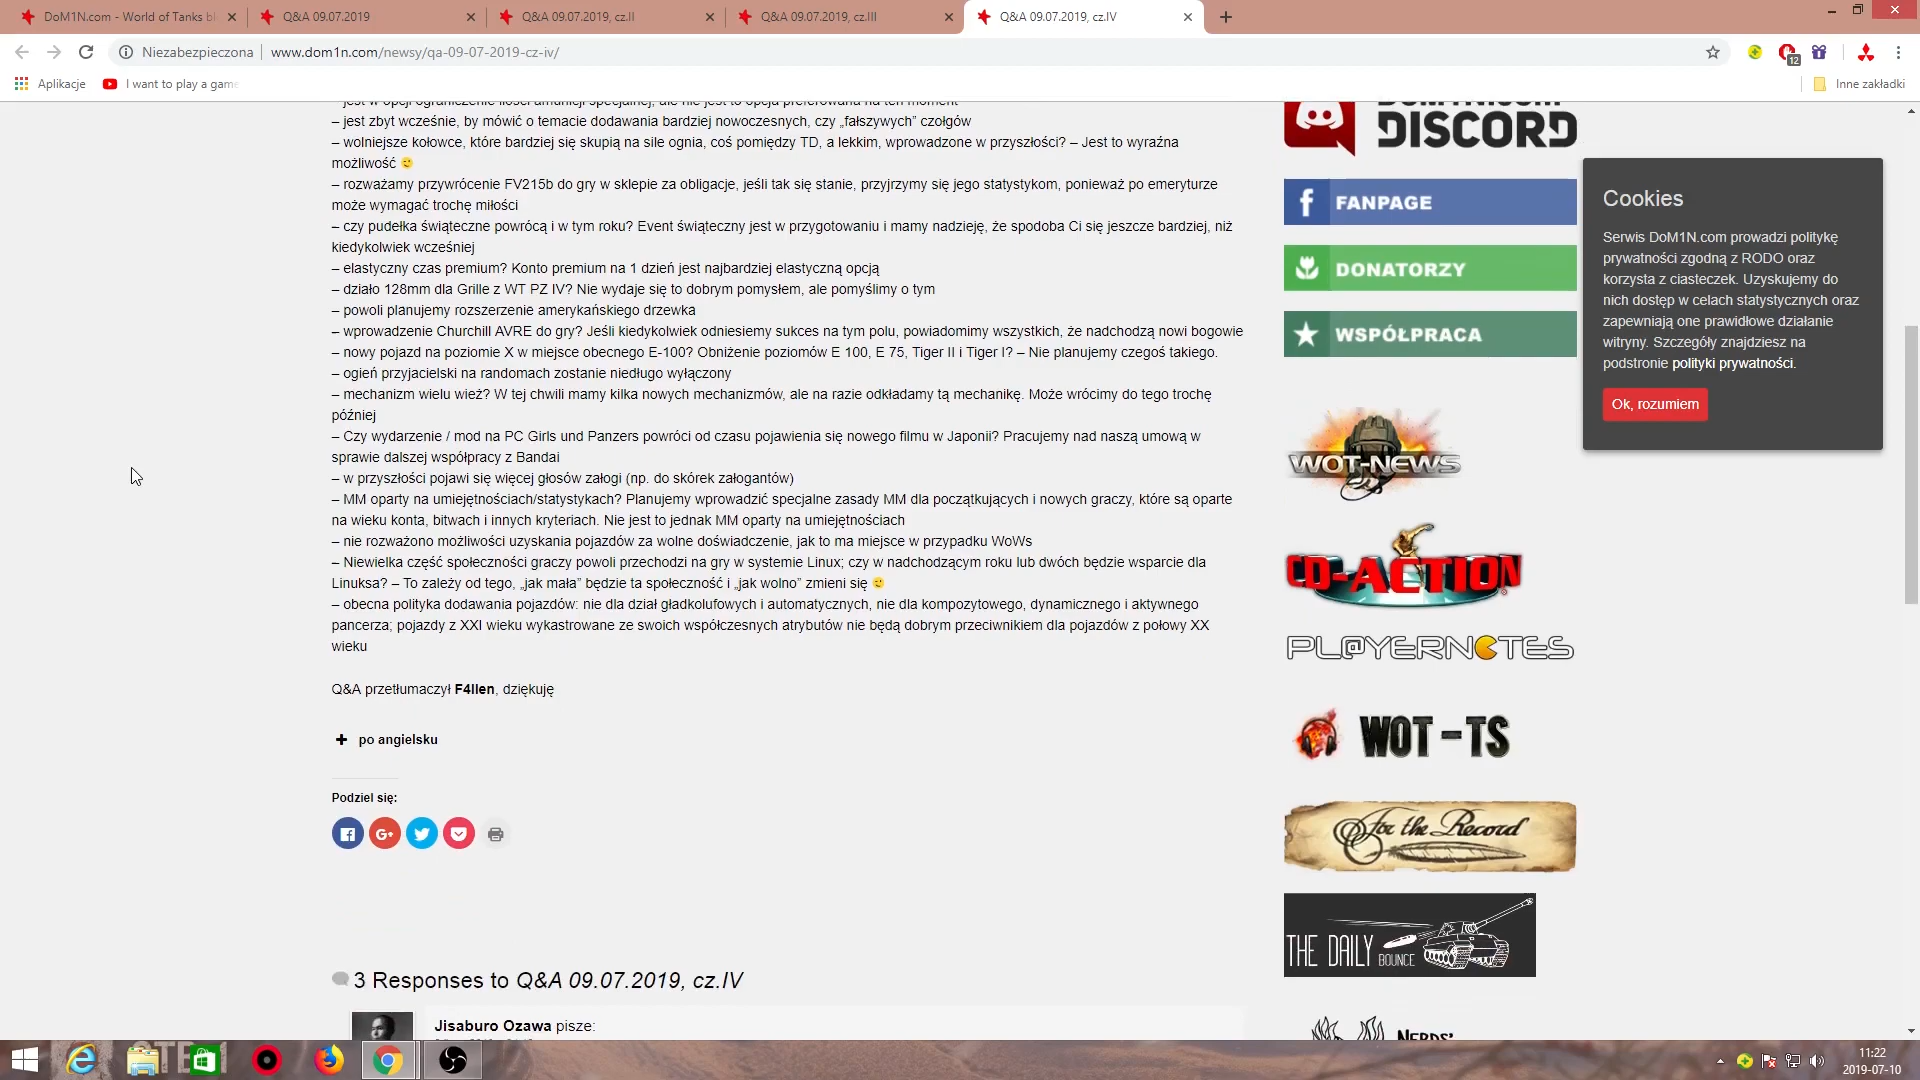 DoM1N.com - World of Tanks bl
Q&A 09.07.2019
Q&A 09.07.2019, cz.II
Q&A 09.07.2019, cz.III
Q&A 09.07.2019, cz.IV
Niezabezpieczona
www.dom1n.com/newsy/qa-09-07-2019-cz-iv/
12
Aplikacje
I want to play a game
Inne zakładki
– jest w opcji ograniczenie ilości amunicji specjalnej, ale nie jest to opcja preferowana na ten moment
– jest zbyt wcześnie, by mówić o temacie dodawania bardziej nowoczesnych, czy „fałszywych” czołgów
– wolniejsze kołowce, które bardziej się skupią na sile ognia, coś pomiędzy TD, a lekkim, wprowadzone w przyszłości? – Jest to wyraźna
możliwość
– rozważamy przywrócenie FV215b do gry w sklepie za obligacje, jeśli tak się stanie, przyjrzymy się jego statystykom, ponieważ po emeryturze
może wymagać trochę miłości
– czy pudełka świąteczne powrócą i w tym roku? Event świąteczny jest w przygotowaniu i mamy nadzieję, że spodoba Ci się jeszcze bardziej, niż
kiedykolwiek wcześniej
– elastyczny czas premium? Konto premium na 1 dzień jest najbardziej elastyczną opcją
– działo 128mm dla Grille z WT PZ IV? Nie wydaje się to dobrym pomysłem, ale pomyślimy o tym
– powoli planujemy rozszerzenie amerykańskiego drzewka
– wprowadzenie Churchill AVRE do gry? Jeśli kiedykolwiek odniesiemy sukces na tym polu, powiadomimy wszystkich, że nadchodzą nowi bogowie
– nowy pojazd na poziomie X w miejsce obecnego E-100? Obniżenie poziomów E 100, E 75, Tiger II i Tiger I? – Nie planujemy czegoś takiego.
– ogień przyjacielski na randomach zostanie niedługo wyłączony
– mechanizm wielu wież? W tej chwili mamy kilka nowych mechanizmów, ale na razie odkładamy tą mechanikę. Może wrócimy do tego trochę
później
– Czy wydarzenie / mod na PC Girls und Panzers powróci od czasu pojawienia się nowego filmu w Japonii? Pracujemy nad naszą umową w
sprawie dalszej współpracy z Bandai
– w przyszłości pojawi się więcej głosów załogi (np. do skórek załogantów)
– MM oparty na umiejętnościach/statystykach? Planujemy wprowadzić specjalne zasady MM dla początkujących i nowych graczy, które są oparte
na wieku konta, bitwach i innych kryteriach. Nie jest to jednak MM oparty na umiejętnościach
– nie rozważono możliwości uzyskania pojazdów za wolne doświadczenie, jak to ma miejsce w przypadku WoWs
– Niewielka część społeczności graczy powoli przechodzi na gry w systemie Linux; czy w nadchodzącym roku lub dwóch będzie wsparcie dla
Linuksa? – To zależy od tego, „jak mała” będzie ta społeczność i „jak wolno” zmieni się
– obecna polityka dodawania pojazdów: nie dla dział gładkolufowych i automatycznych, nie dla kompozytowego, dynamicznego i aktywnego
pancerza; pojazdy z XXI wieku wykastrowane ze swoich współczesnych atrybutów nie będą dobrym przeciwnikiem dla pojazdów z połowy XX
wieku
Q&A przetłumaczył F4llen, dziękuję
po angielsku
Podziel się:
3 Responses to Q&A 09.07.2019, cz.IV
Jisaburo Ozawa pisze:
DOM1N.COM
DISCORD
FANPAGE
DONATORZY
WSPÓŁPRACA
WOT-NEWS
CD-ACTION
PL@YERNOTES
WOT-TS
For the Record
THE DAILY BOUNCE
NERDS'
Cookies
Serwis DoM1N.com prowadzi politykę
prywatności zgodną z RODO oraz
korzysta z ciasteczek. Uzyskujemy do
nich dostęp w celach statystycznych oraz
zapewniają one prawidłowe działanie
witryny. Szczegóły znajdziesz na
podstronie polityki prywatności.
Ok, rozumiem
11:22
2019-07-10